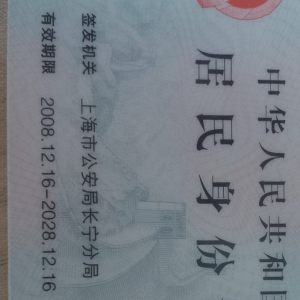 中华人民共和国
居民身份
签发机关 上海市公安局长宁分局
有效期限 2008.12.16-2028.12.16